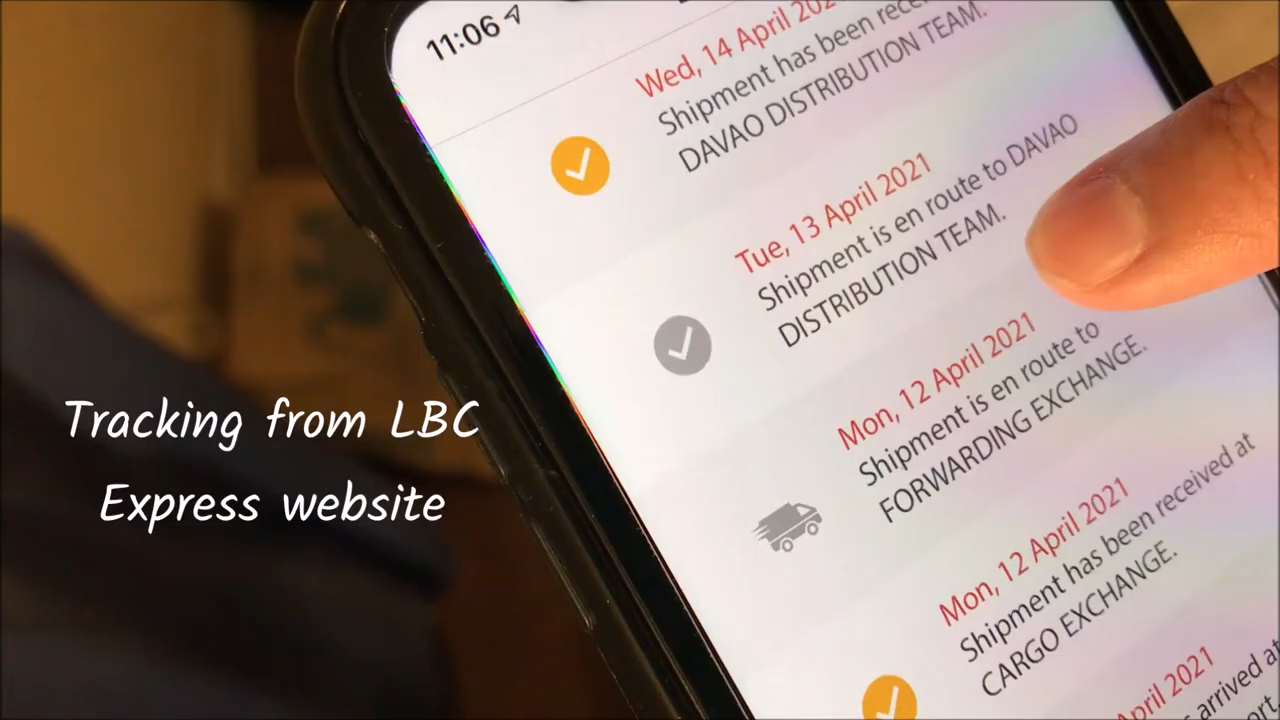 11:06
Wed, 14 April
Shipment has been
DAVAO DISTRIBUTION TEAM.
Tue, 13 April 2021
Shipment is en route to DAVAO
DISTRIBUTION TEAM.
Mon, 12 April 2021
Shipment is en route to
FORWARDING EXCHANGE.
Mon, 12 April 2021
Shipment has been received at
CARGO EXCHANGE.
April 2021
arrived at
Tracking from LBC
Express website